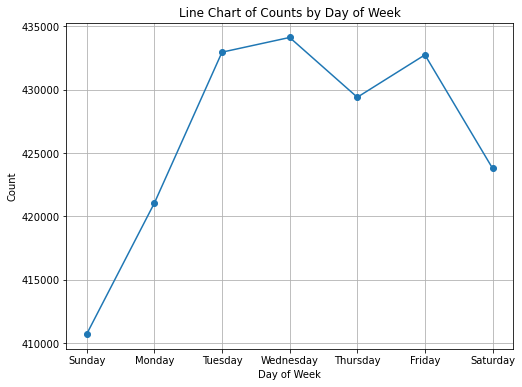 Line Chart of Counts by Day of Week
435000
430000
425000
420000
415000
410000
Count
Sunday Monday Tuesday Wednesday Thursday Friday Saturday
Day of Week